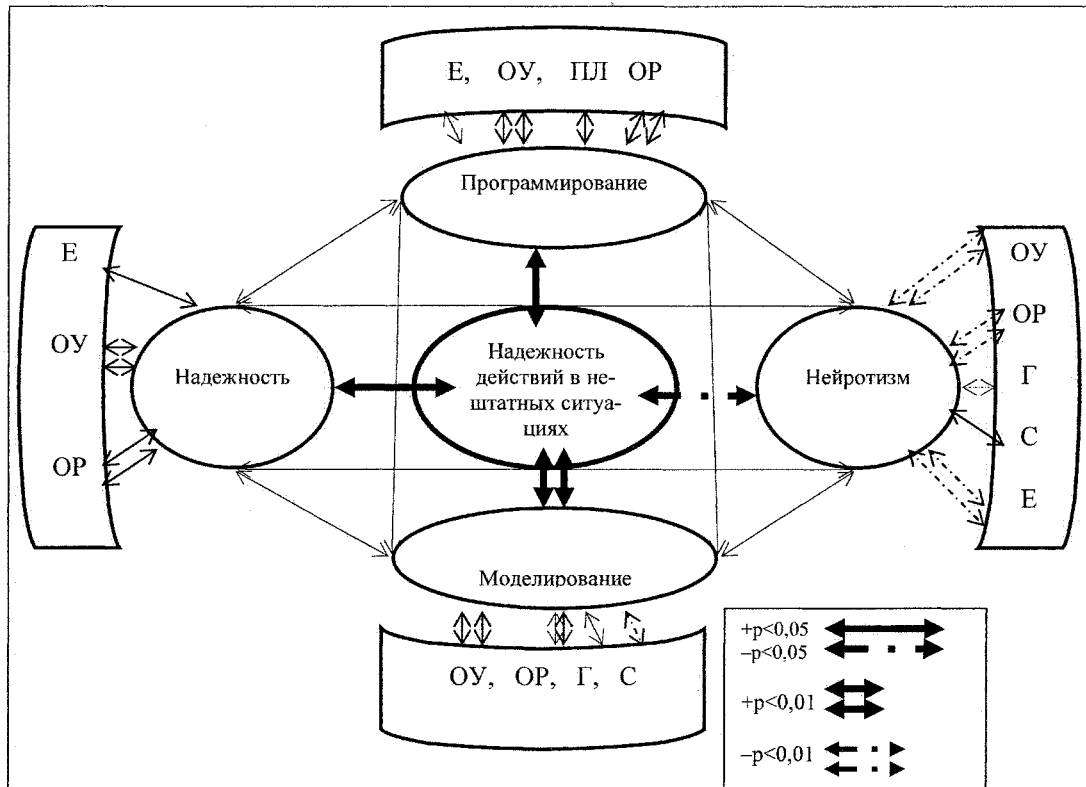 Е, ОУ, ПЛ ОР
Программирование
Е
ОУ
ОР
Надежность
Надежность
действий в не-
штатных ситуа-
циях
Нейротизм
ОУ
ОР
Г
С
Е
Моделирование
ОУ, ОР, Г, С
+p<0,05
–p<0,05
+p<0,01
–p<0,01